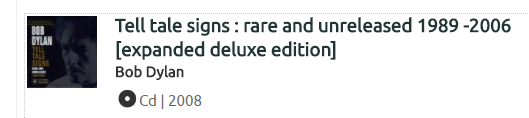 BOB
DYLAN
TELL
TALE
SIGNS
Tell tale signs : rare and unreleased 1989 -2006
[expanded deluxe edition]
Bob Dylan
Cd | 2008